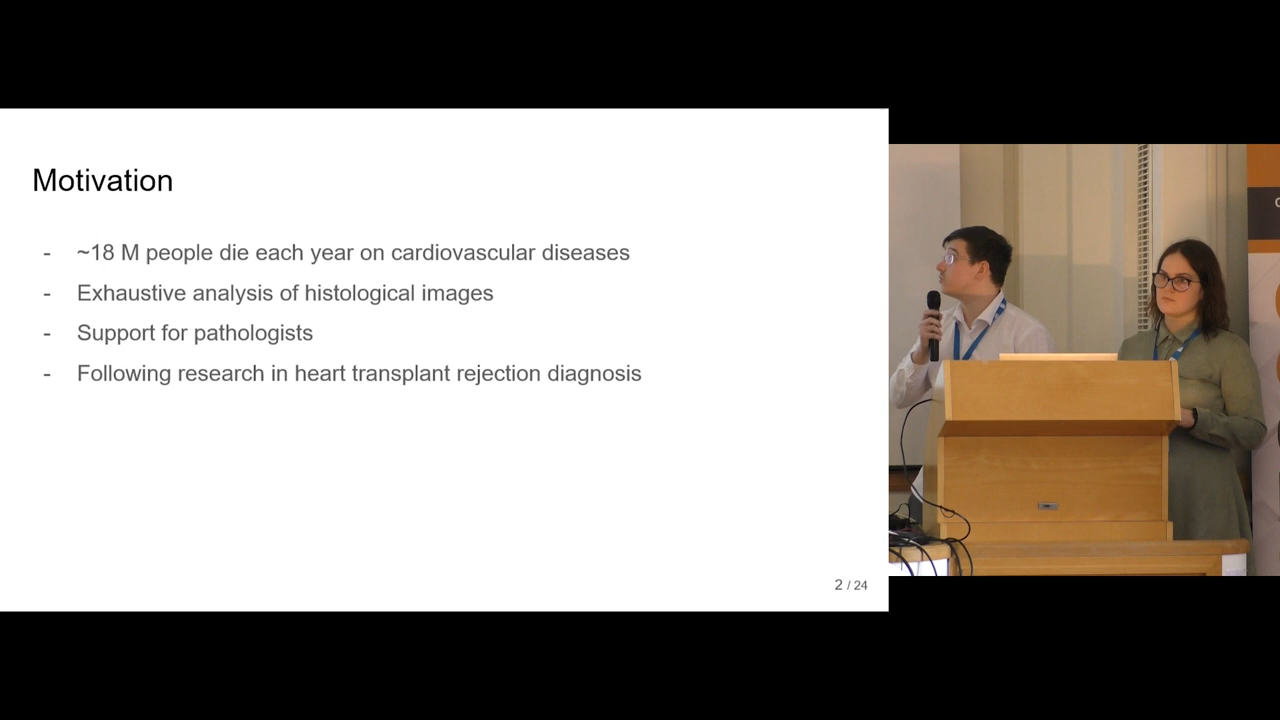 Motivation
- ~18 M people die each year on cardiovascular diseases
- Exhaustive analysis of histological images
- Support for pathologists
- Following research in heart transplant rejection diagnosis
2 / 24